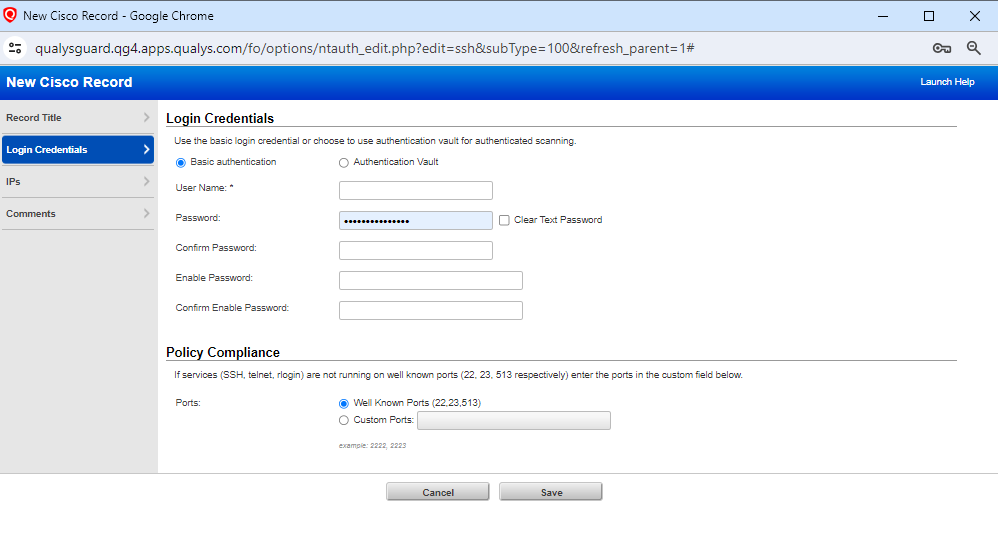 New Cisco Record - Google Chrome
qualysguard.qg4.apps.qualys.com/fo/options/ntauth_edit.php?edit=ssh&subType=100&refresh_parent=1#
New Cisco Record
Launch Help
Record Title
Login Credentials
IPs
Comments
Login Credentials
Use the basic login credential or choose to use authentication vault for authenticated scanning.
Basic authentication Authentication Vault
User Name: *
Password: ••••••••••••••• Clear Text Password
Confirm Password:
Enable Password:
Confirm Enable Password:
Policy Compliance
If services (SSH, telnet, rlogin) are not running on well known ports (22, 23, 513 respectively) enter the ports in the custom field below.
Ports: Well Known Ports (22,23,513)
Custom Ports:
example: 2222, 2223
Cancel Save